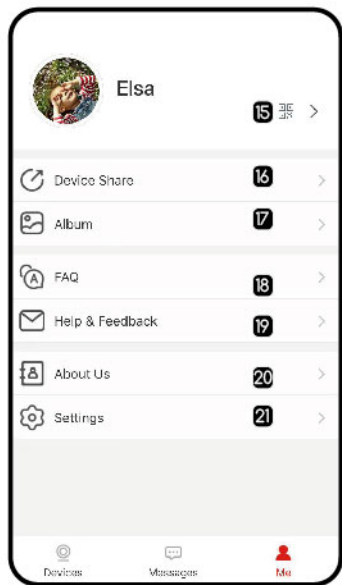 Elsa
15
Device Share 16
Album 17
FAQ 18
Help & Feedback 19
About Us 20
Settings 21
Devices Messages Me